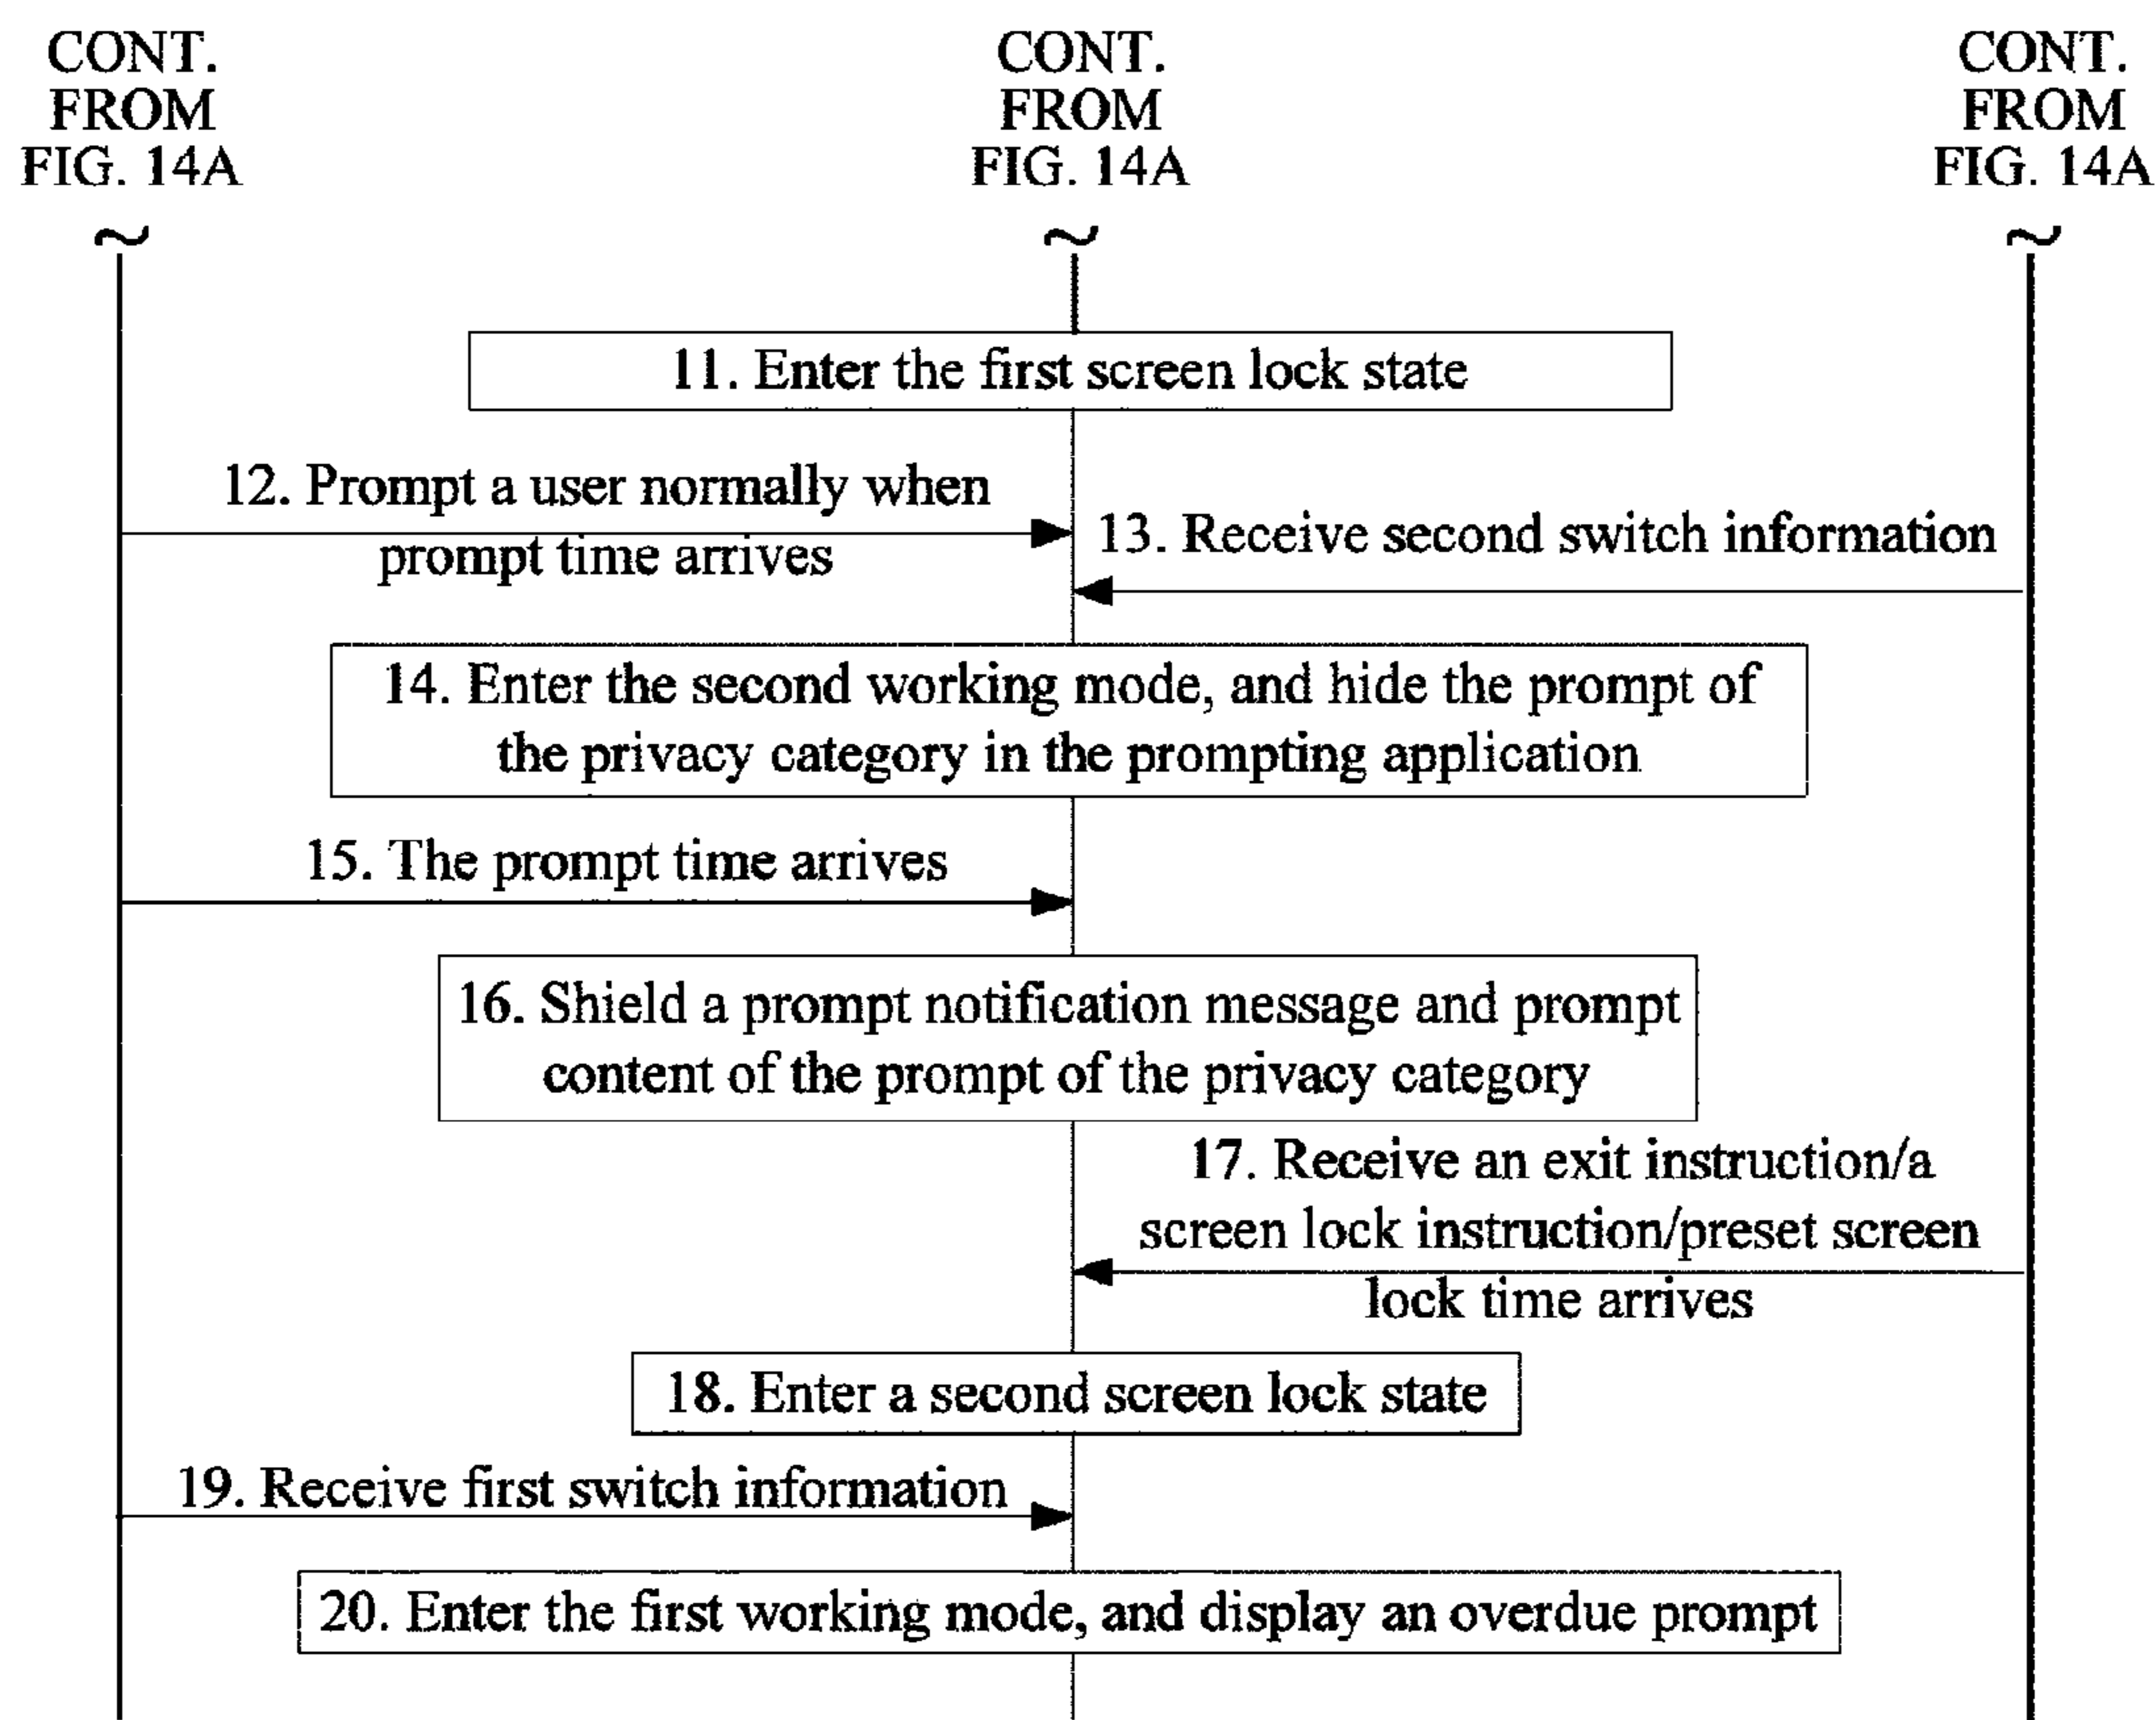 CONT.
FROM
FIG. 14A
CONT.
FROM
FIG. 14A
CONT.
FROM
FIG. 14A
11. Enter the first screen lock state
12. Prompt a user normally when
prompt time arrives
13. Receive second switch information
14. Enter the second working mode, and hide the prompt of
the privacy category in the prompting application
15. The prompt time arrives
16. Shield a prompt notification message and prompt
content of the prompt of the privacy category
17. Receive an exit instruction/a
screen lock instruction/preset screen
lock time arrives
18. Enter a second screen lock state
19. Receive first switch information
20. Enter the first working mode, and display an overdue prompt